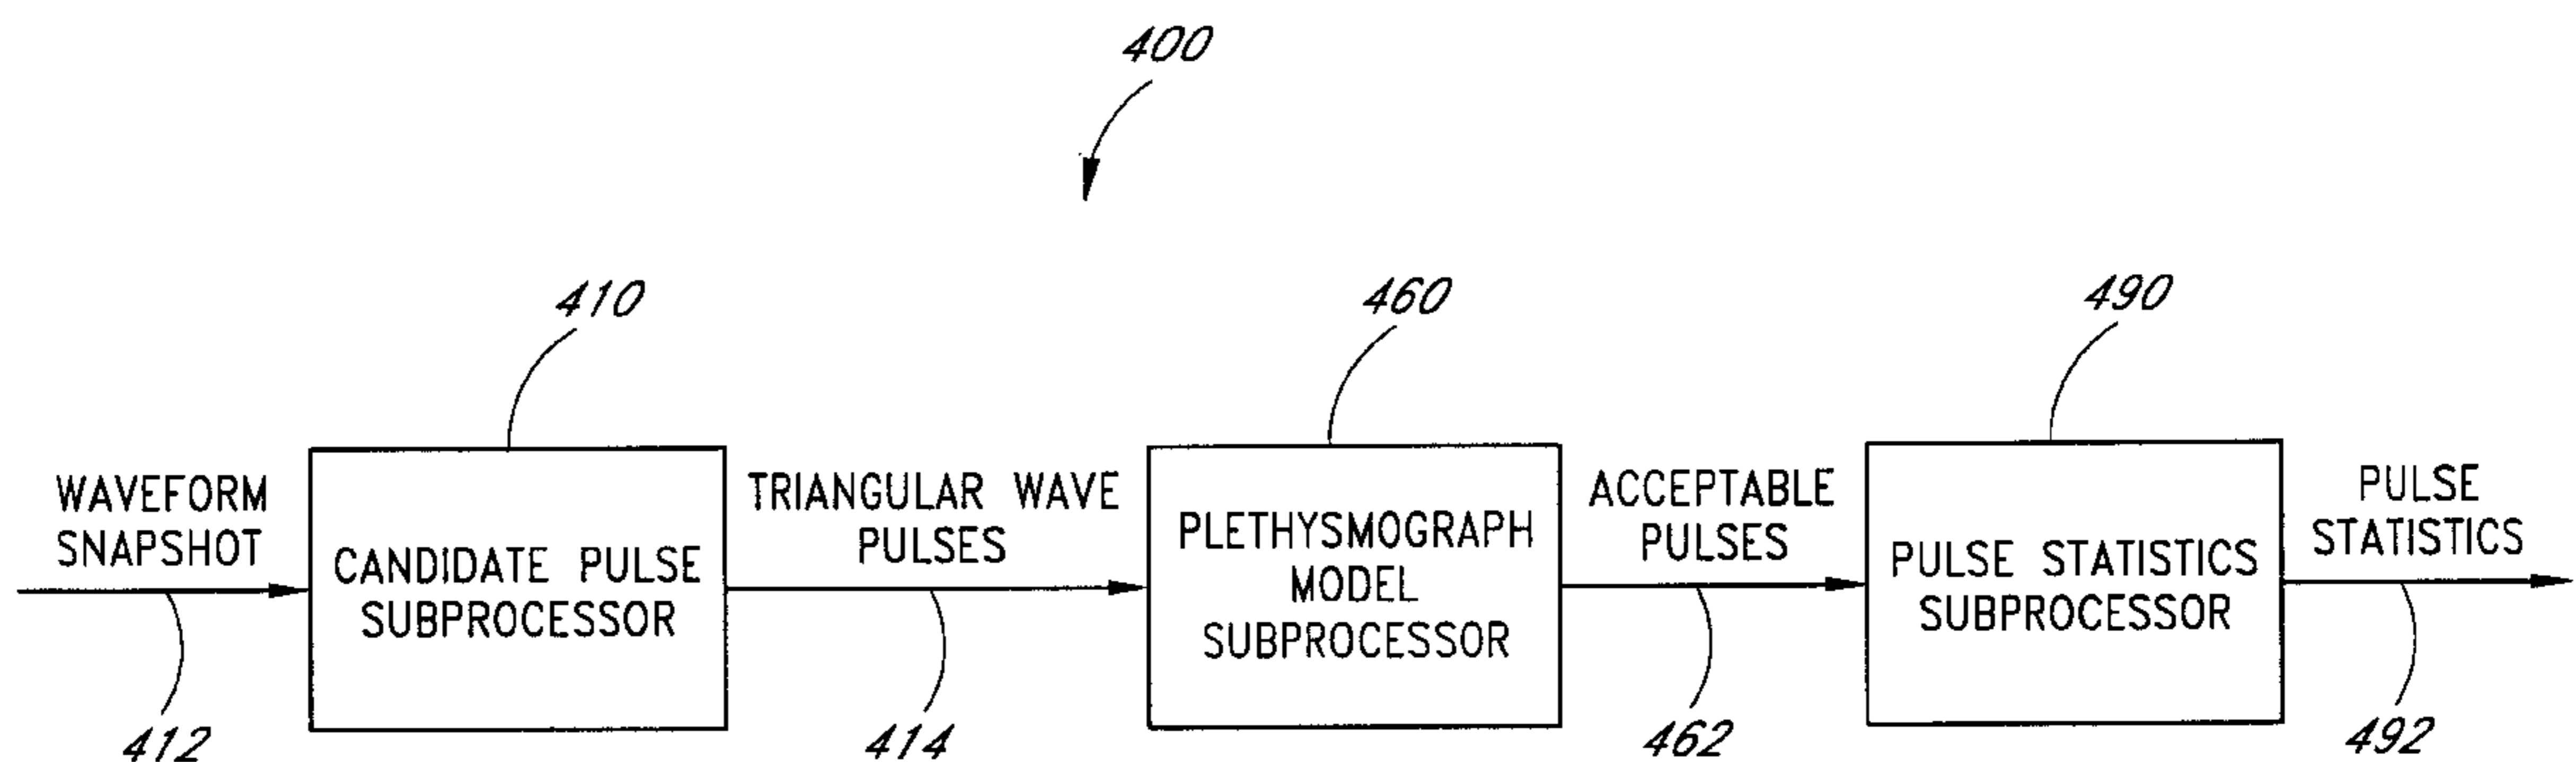 400
410
460
490
WAVEFORM
SNAPSHOT
CANDIDATE PULSE
SUBPROCESSOR
TRIANGULAR WAVE
PULSES
PLETHYSMOGRAPH
MODEL
SUBPROCESSOR
ACCEPTABLE
PULSES
PULSE STATISTICS
SUBPROCESSOR
PULSE
STATISTICS
412
414
462
492